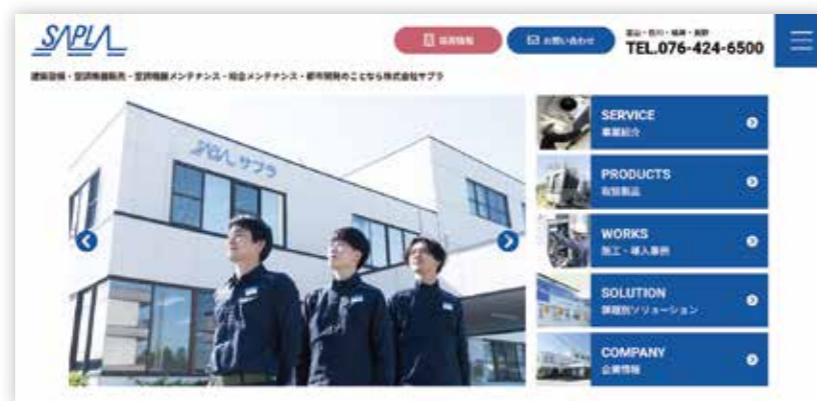 SAPLA
採用情報
お問い合わせ
富山・石川・福井・長野
TEL.076-424-6500
建築設備・空調機器販売・空調機器メンテナンス・総合メンテナンス・都市開発のことなら株式会社サプラ
SAPLA サプラ
SERVICE
事業紹介
PRODUCTS
取扱製品
WORKS
施工・導入事例
SOLUTION
課題別ソリューション
COMPANY
企業情報